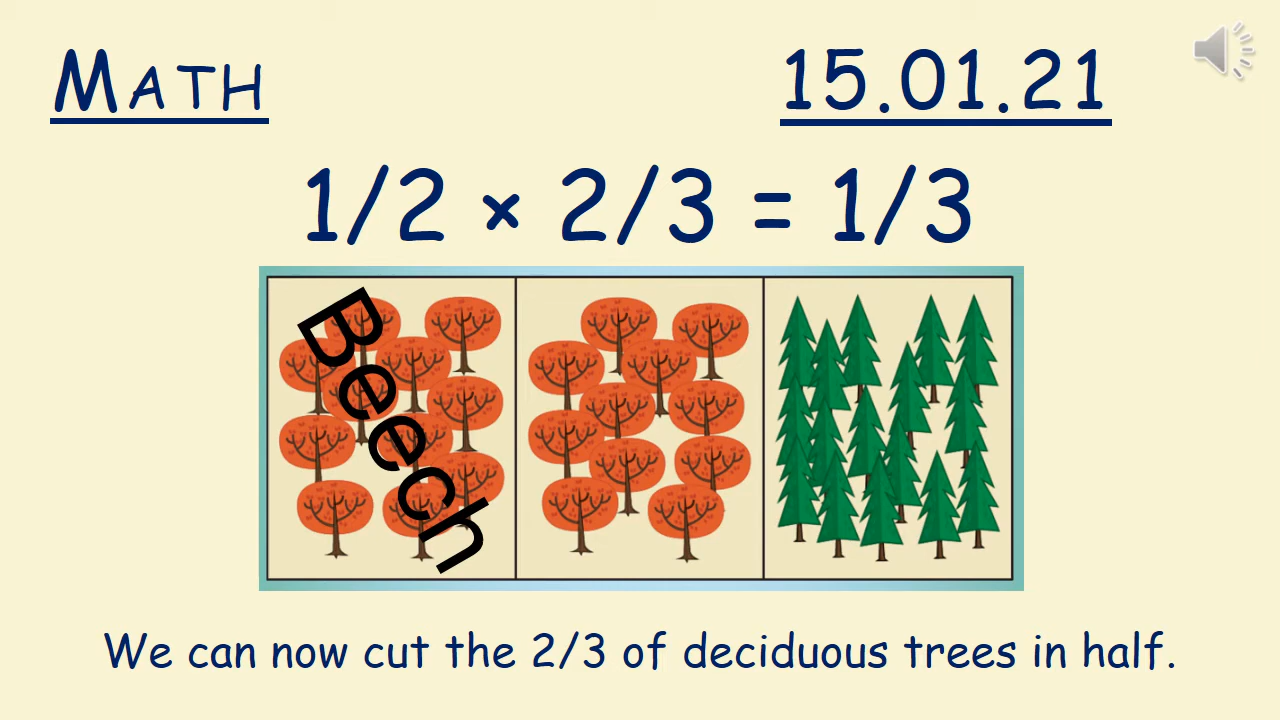 Math
15.01.21
1/2 × 2/3 = 1/3
Beech
We can now cut the 2/3 of deciduous trees in half.